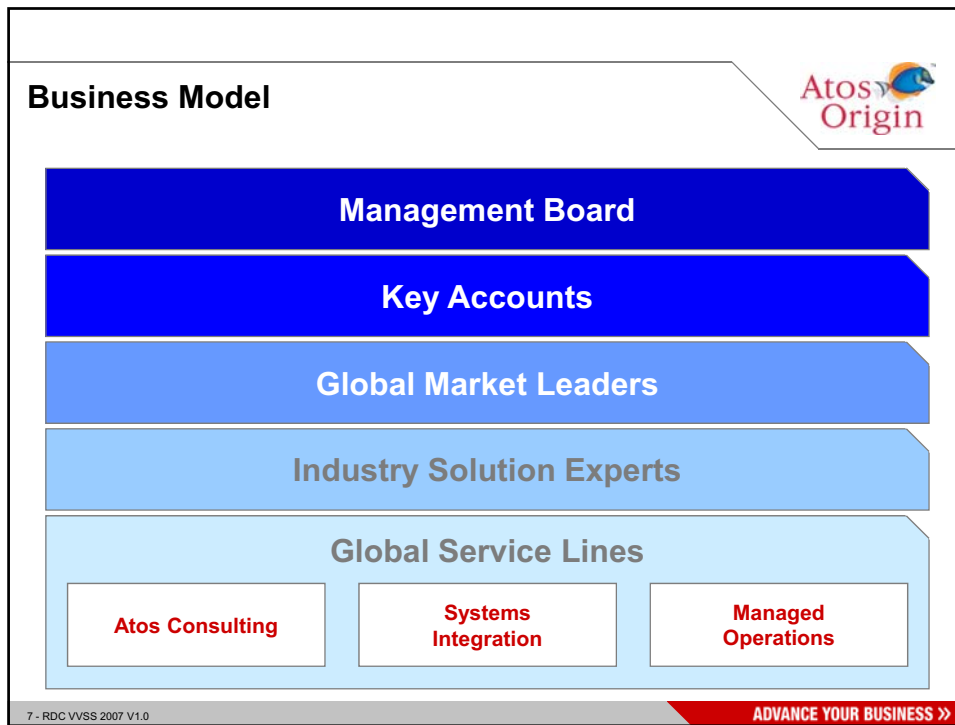 Business Model
Atos
Origin
Management Board
Key Accounts
Global Market Leaders
Industry Solution Experts
Global Service Lines
Atos Consulting
Systems
Integration
Managed
Operations
7 - RDC VVSS 2007 V1.0
ADVANCE YOUR BUSINESS »